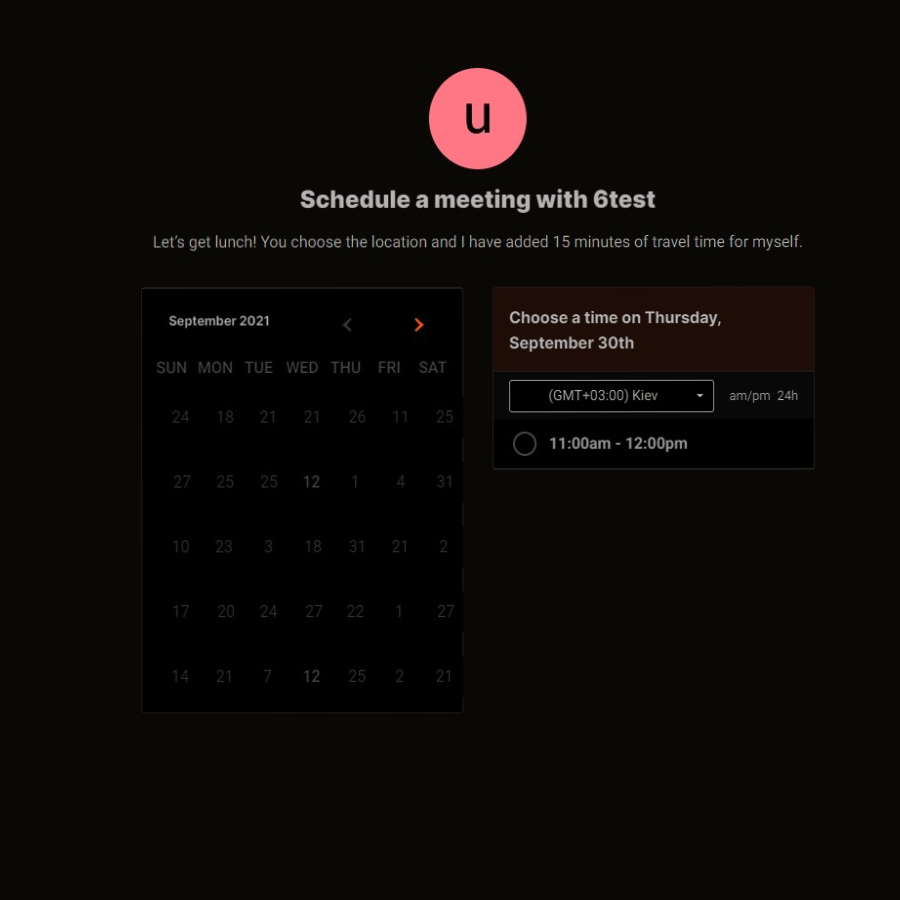 u
Schedule a meeting with 6test
Let's get lunch! You choose the location and I have added 15 minutes of travel time for myself.
September 2021
SUN MON TUE WED THU FRI SAT
24 18 21 21 26 11 25
27 25 25 12 1 4 31
10 23 3 18 31 21 2
17 20 24 27 22 1 27
14 21 7 12 25 2 21
Choose a time on Thursday,
September 30th
(GMT+03:00) Kiev am/pm 24h
11:00am - 12:00pm